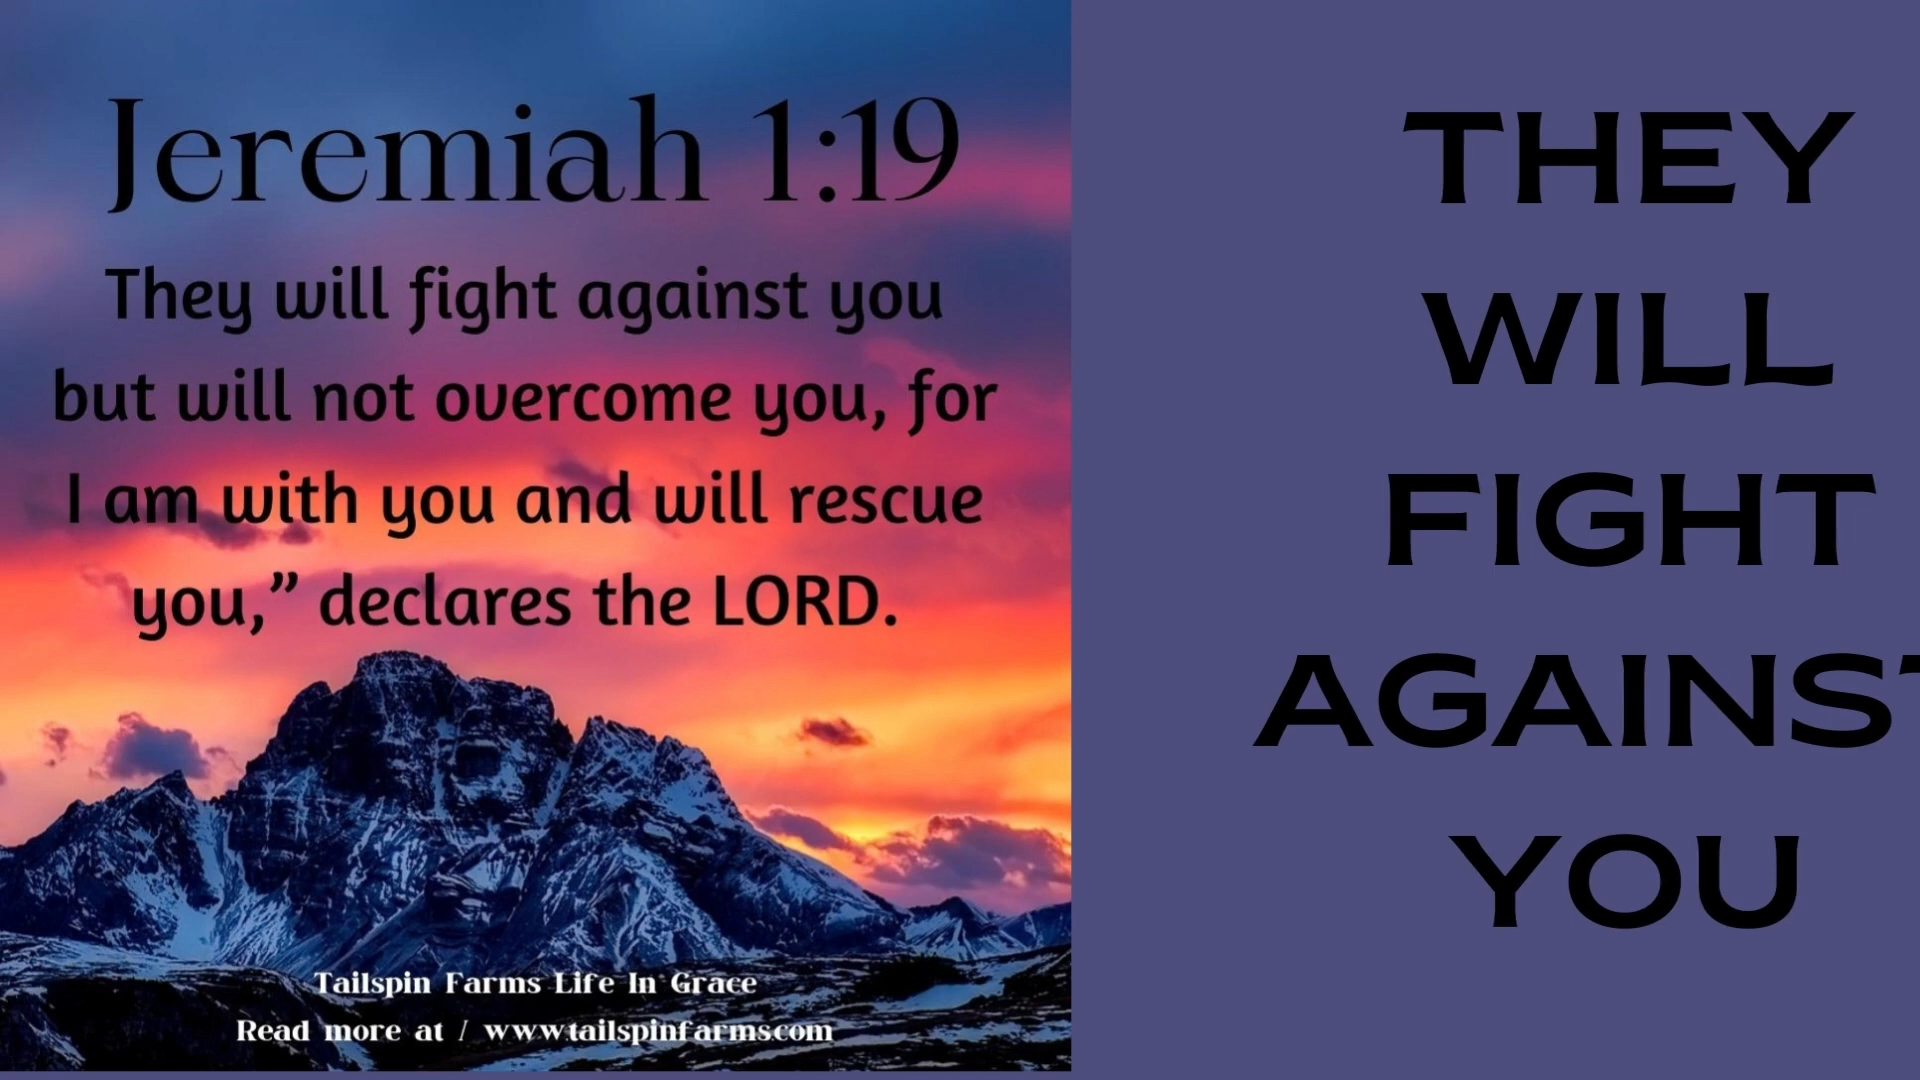 Jeremiah 1:19
They will fight against you
but will not overcome you, for
I am with you and will rescue
you,” declares the LORD.
Tailspin Farms Life In Grace
Read more at / www.tailspinfarms.com
THEY
WILL
FIGHT
AGAINST
YOU